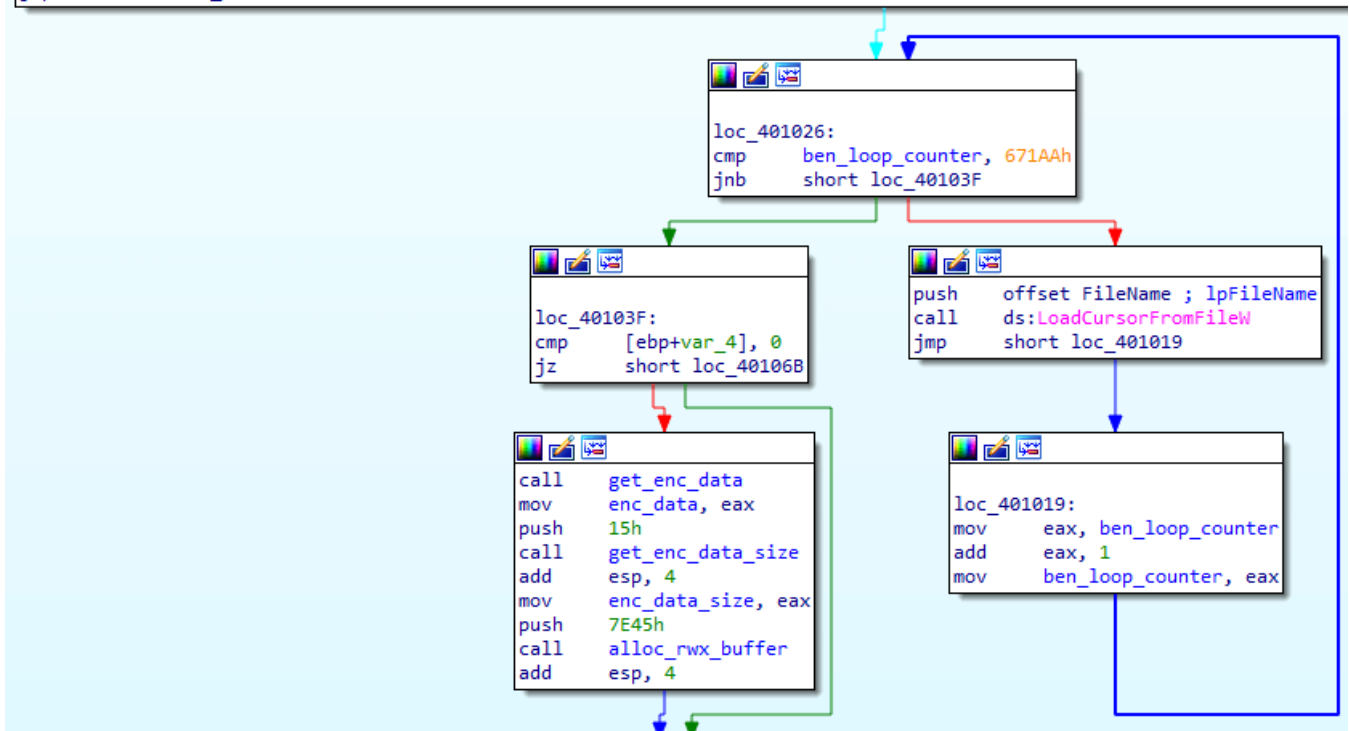 loc_401026:
cmp ben_loop_counter, 671AAh
jnb short loc_40103F
loc_40103F:
cmp [ebp+var_4], 0
jz short loc_40106B
push offset FileName ; lpFileName
call ds:LoadCursorFromFileW
jmp short loc_401019
call get_enc_data
mov enc_data, eax
push 15h
call get_enc_data_size
add esp, 4
mov enc_data_size, eax
push 7E45h
call alloc_rwx_buffer
add esp, 4
loc_401019:
mov eax, ben_loop_counter
add eax, 1
mov ben_loop_counter, eax